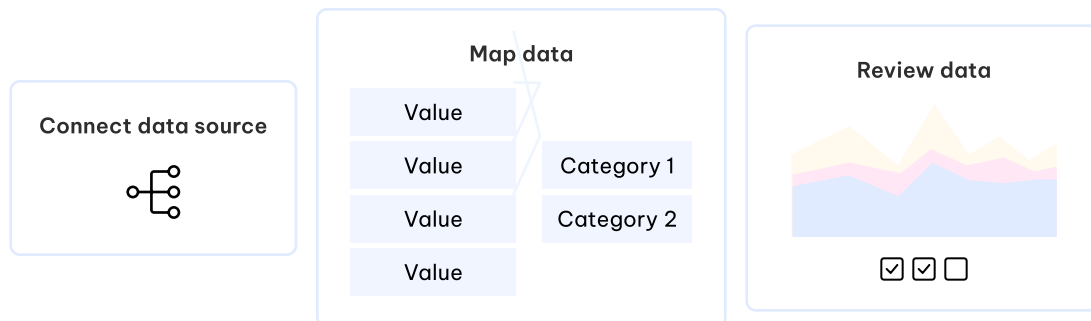 Connect data source
Map data
Value
Value
Category 1
Value
Category 2
Value
Review data